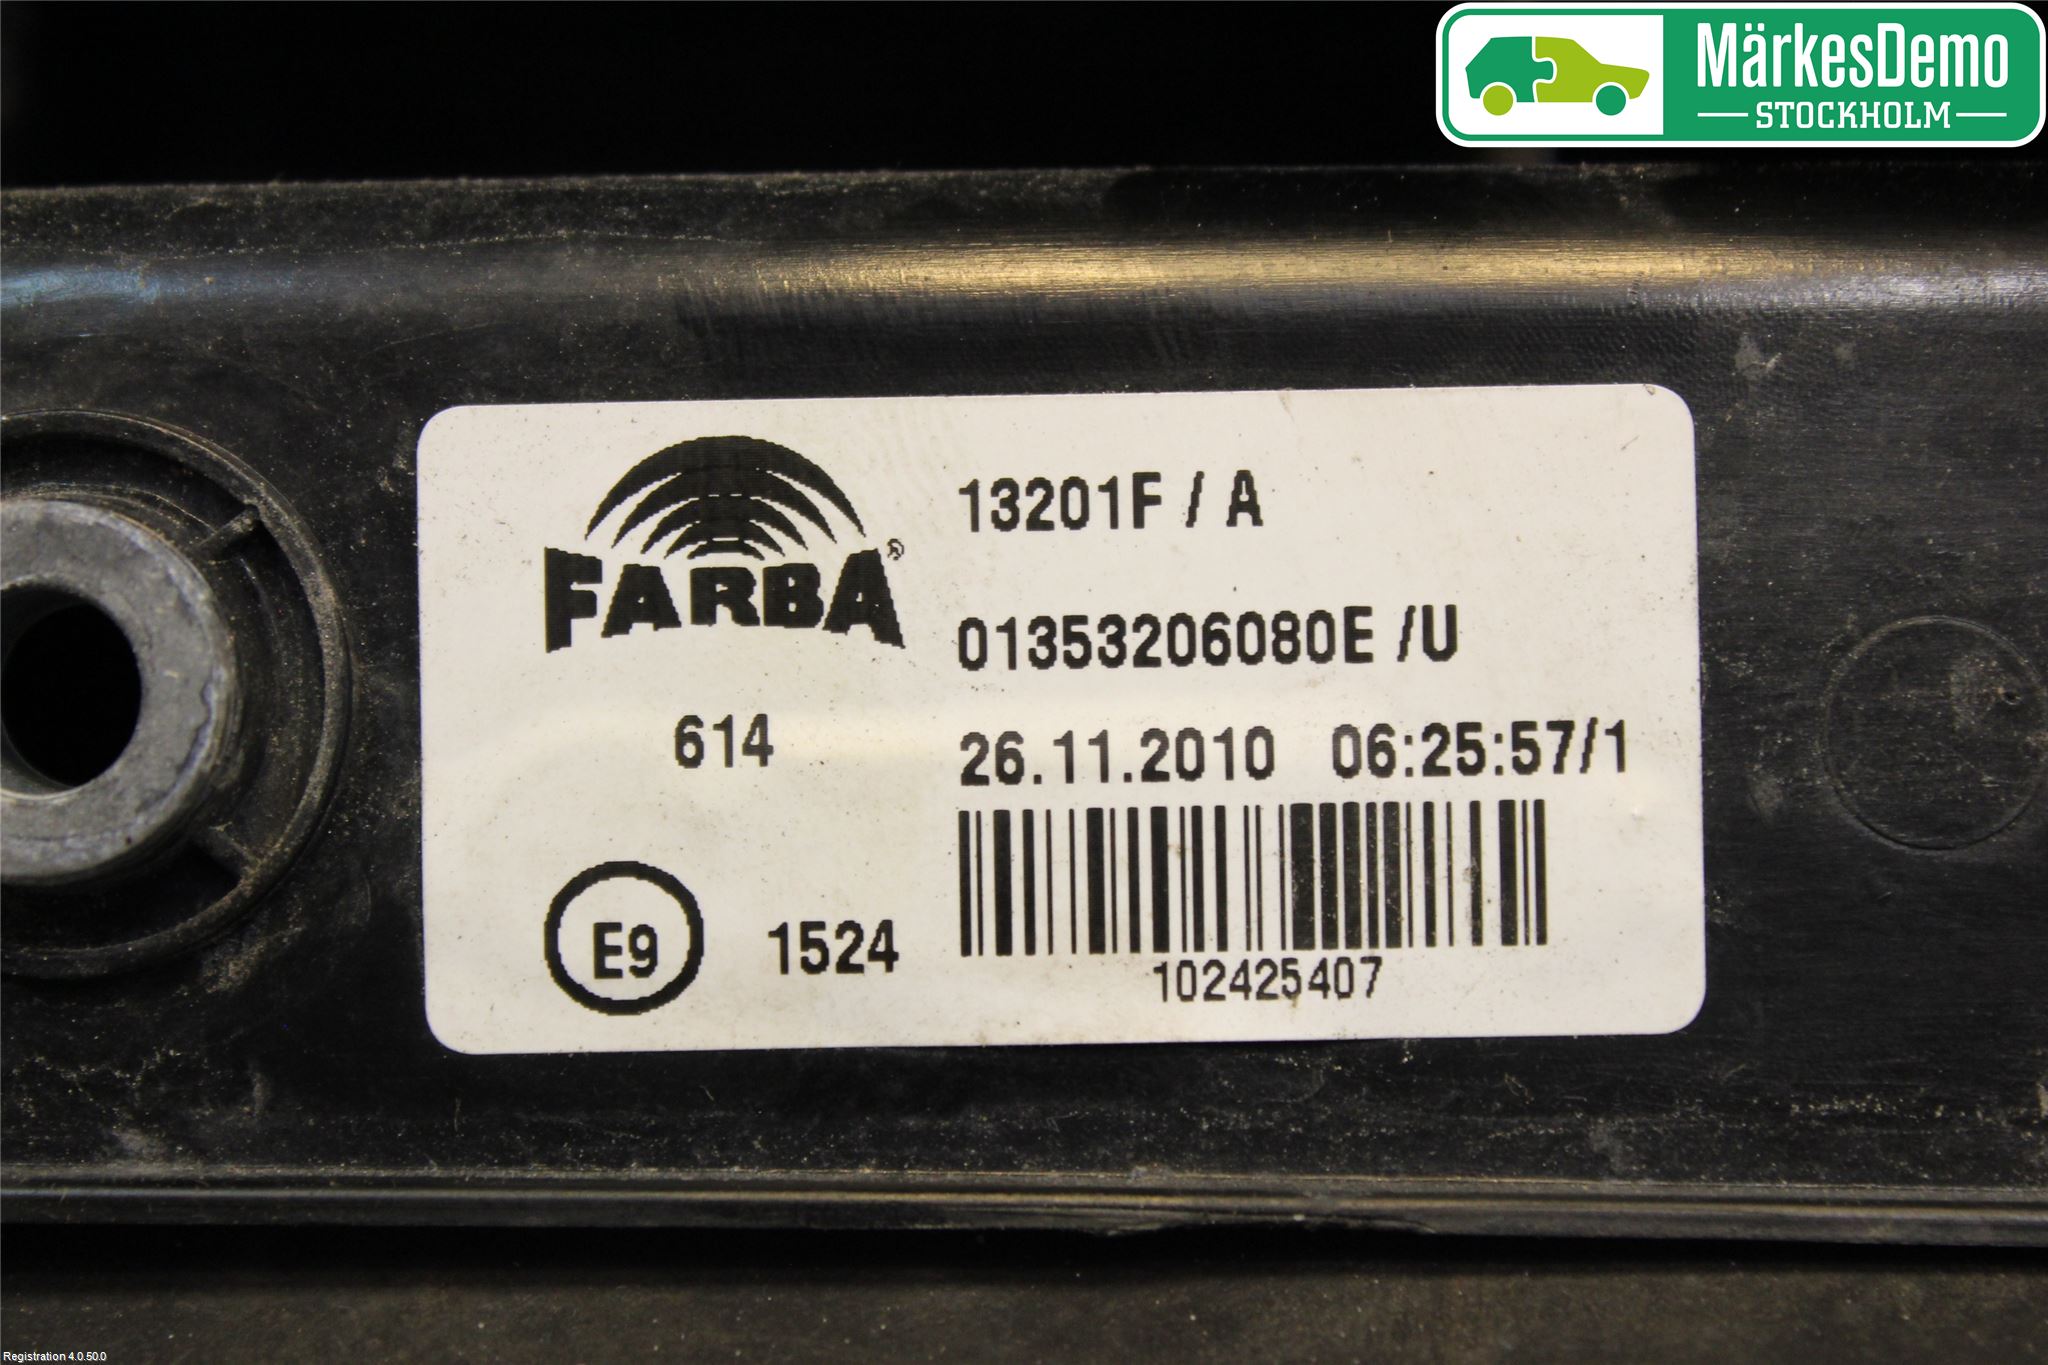 MärkesDemo
STOCKHOLM
FARBA®
13201F / A
01353206080E /U
614
26.11.2010 06:25:57/1
E9
1524
102425407
Registration 4.0.50.0